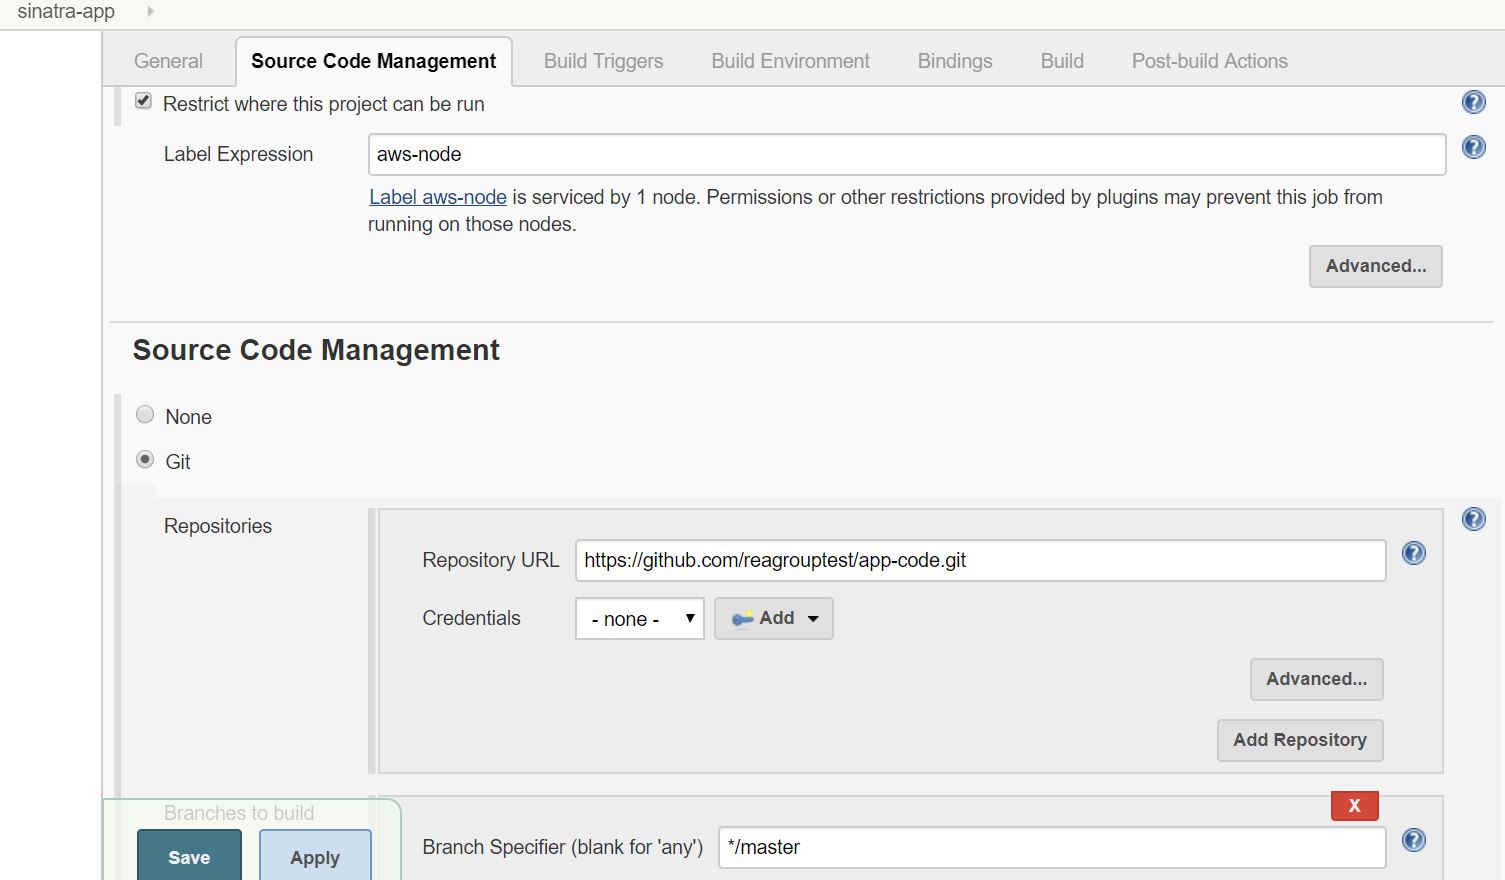 sinatra-app
General Source Code Management Build Triggers Build Environment Bindings Build Post-build Actions
Restrict where this project can be run
Label Expression aws-node
Label aws-node is serviced by 1 node. Permissions or other restrictions provided by plugins may prevent this job from
running on those nodes.
Advanced...
Source Code Management
None
Git
Repositories
Repository URL https://github.com/reagrouptest/app-code.git
Credentials - none - Add
Advanced...
Add Repository
Branches to build
X
Branch Specifier (blank for 'any') */master
Save Apply